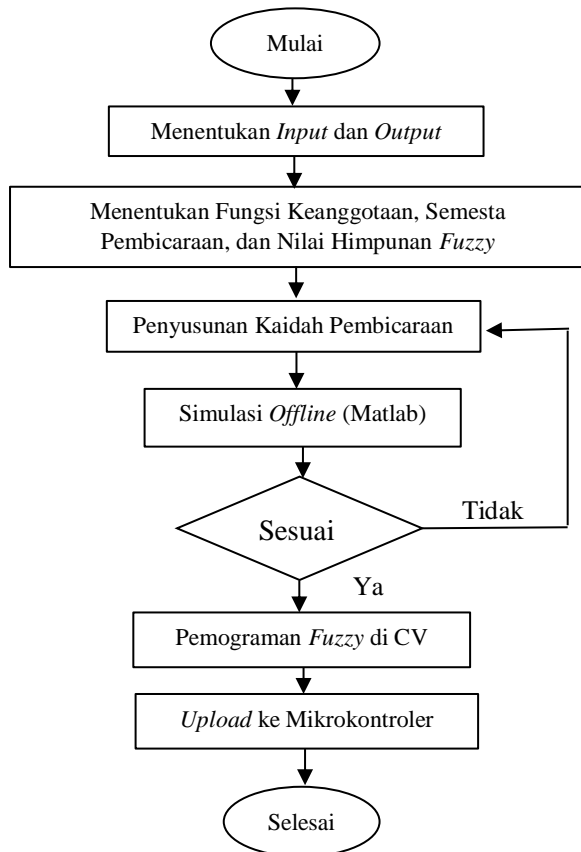 Mulai
Menentukan Input dan Output
Menentukan Fungsi Keanggotaan, Semesta
Pembicaraan, dan Nilai Himpunan Fuzzy
Penyusunan Kaidah Pembicaraan
Simulasi Offline (Matlab)
Sesuai
Tidak
Ya
Pemograman Fuzzy di CV
Upload ke Mikrokontroler
Selesai